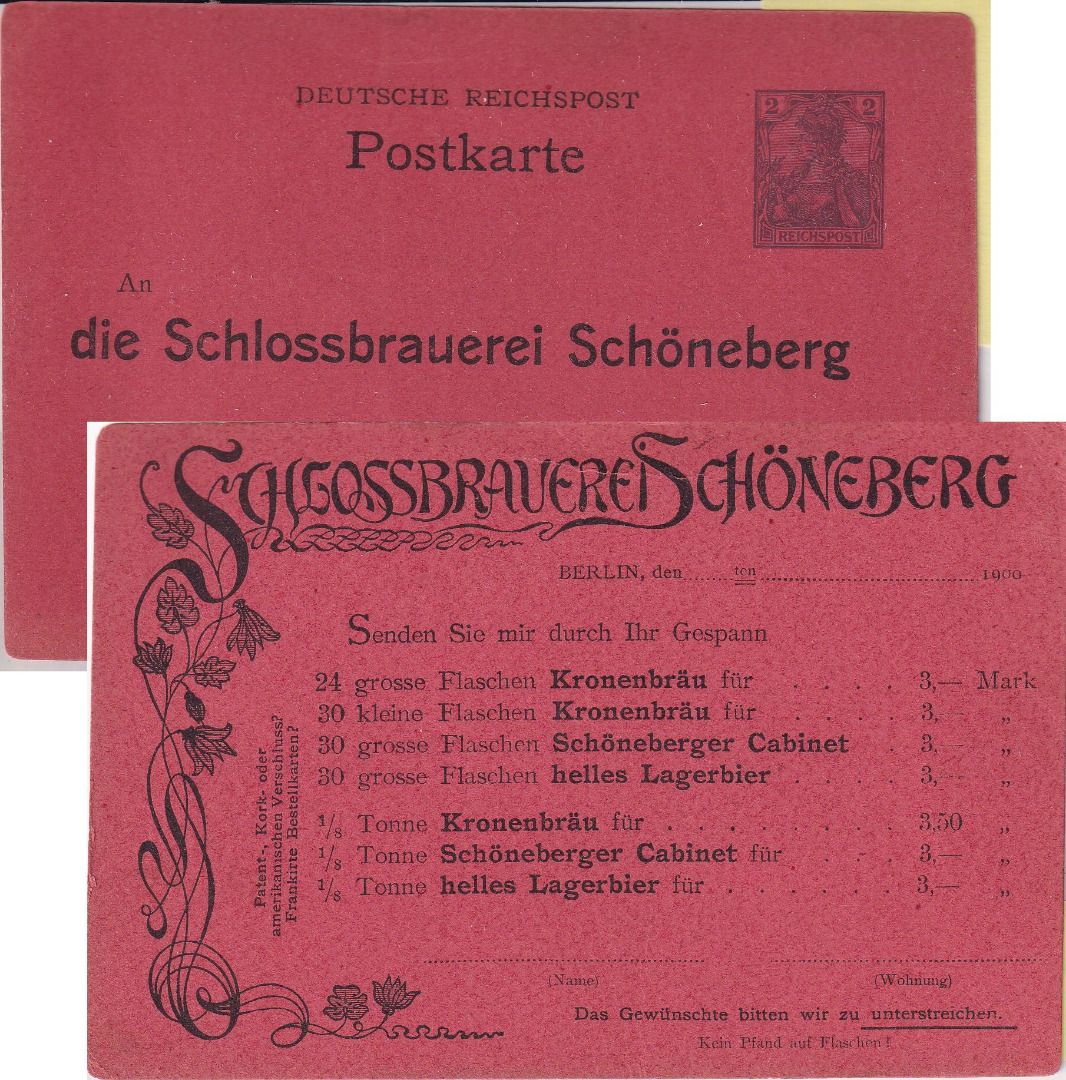 DEUTSCHE REICHSPOST
Postkarte
2 2
REICHSPOST
An
die Schlossbrauerei Schöneberg
SCHLOSSBRAUEREI SCHÖNEBERG
BERLIN, den ...... ten .............................. 1900
Senden Sie mir durch Ihr Gespann
24 grosse Flaschen Kronenbräu für . . . . 3,— Mark
30 kleine Flaschen Kronenbräu für . . . . 3,— „
30 grosse Flaschen Schöneberger Cabinet . 3,— „
30 grosse Flaschen helles Lagerbier . . . . 3,— „
1/8 Tonne Kronenbräu für . . . . . . . . 3,50 „
1/8 Tonne Schöneberger Cabinet für . . . . 3,— „
1/8 Tonne helles Lagerbier für . . . . . . . 3,— „
Patent-, Kork- oder
amerikanischen Verschluss?
Frankirte Bestellkarten?
(Name) (Wohnung)
Das Gewünschte bitten wir zu unterstreichen.
Kein Pfand auf Flaschen!